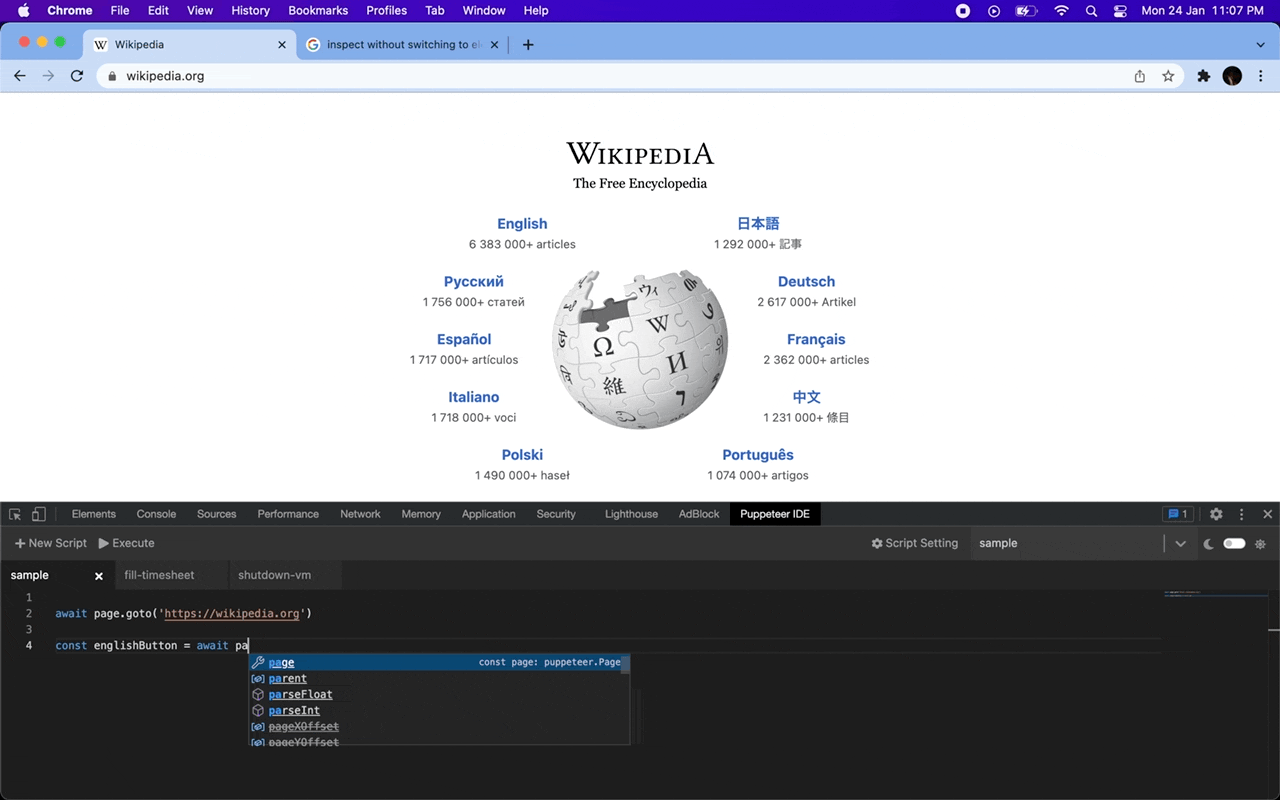 Chrome File Edit View History Bookmarks Profiles Tab Window Help Mon 24 Jan 11:07 PM
Wikipedia inspect without switching to el
wikipedia.org
WIKIPEDIA
The Free Encyclopedia
English 日本語
6 383 000+ articles 1 292 000+ 記事
Русский Deutsch
1 756 000+ статей 2 617 000+ Artikel
Español Français
1 717 000+ artículos 2 362 000+ articles
Italiano 中文
1 718 000+ voci 1 231 000+ 條目
Polski Português
1 490 000+ haseł 1 074 000+ artigos
Ω W И 維 ウィ
Elements Console Sources Performance Network Memory Application Security Lighthouse AdBlock Puppeteer IDE 1
New Script Execute Script Setting sample
sample fill-timesheet shutdown-vm
1
2 await page.goto('https://wikipedia.org')
3
4 const englishButton = await pa
page const page: puppeteer.Page
parent
parseFloat
parseInt
pageXOffset
pageYOffset